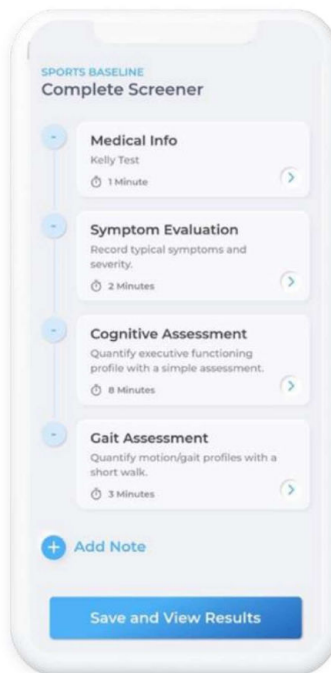 SPORTS BASELINE
Complete Screener
Medical Info
Kelly Test
1 Minute
Symptom Evaluation
Record typical symptoms and
severity.
2 Minutes
Cognitive Assessment
Quantify executive functioning
profile with a simple assessment.
8 Minutes
Gait Assessment
Quantify motion/gait profiles with a
short walk.
3 Minutes
Add Note
Save and View Results